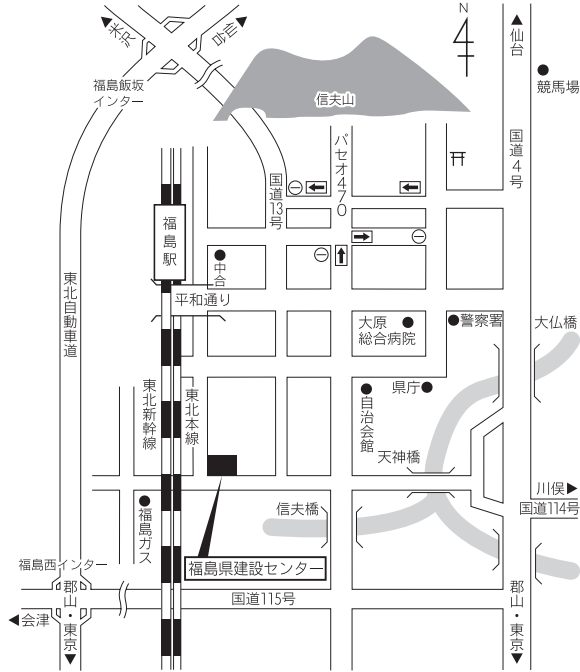 N
米沢
仙台
仙台
競馬場
福島飯坂
インター
信夫山
国道4号
パセオ470
国道13号
福島駅
中合
平和通り
東北自動車道
大原
総合病院
警察署
大仏橋
県庁
自治会館
東北新幹線
東北本線
天神橋
川俣
国道114号
信夫橋
福島ガス
福島県建設センター
福島西インター
国道115号
郡山・東京
会津
郡山・東京